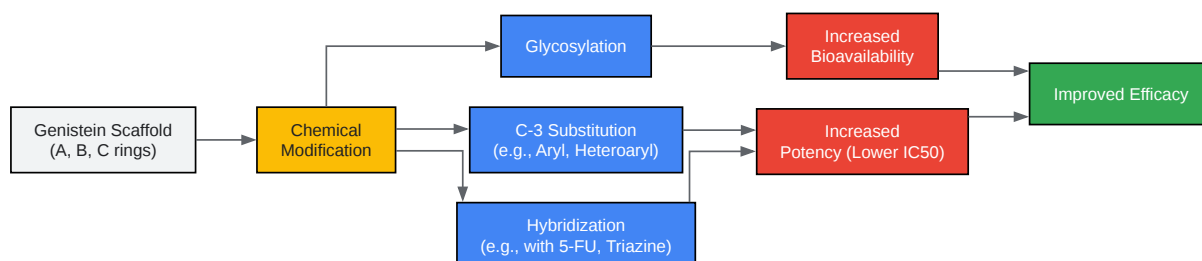 Glycosylation
Increased
Bioavailability
Improved Efficacy
Genistein Scaffold
(A, B, C rings)
Chemical
Modification
C-3 Substitution
(e.g., Aryl, Heteroaryl)
Increased
Potency (Lower IC50)
Hybridization
(e.g., with 5-FU, Triazine)